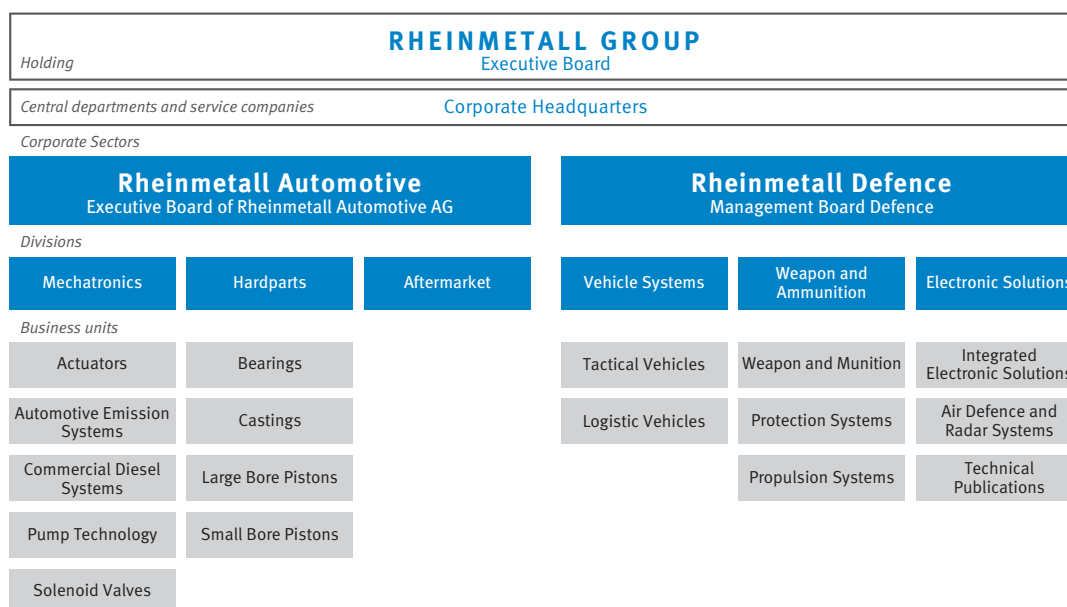 RHEINMETALL GROUP
Holding
Executive Board
Central departments and service companies
Corporate Headquarters
Corporate Sectors
Rheinmetall Automotive
Executive Board of Rheinmetall Automotive AG
Rheinmetall Defence
Management Board Defence
Divisions
Mechatronics
Hardparts
Aftermarket
Vehicle Systems
Weapon and
Ammunition
Electronic Solutions
Business units
Actuators
Bearings
Tactical Vehicles
Weapon and Munition
Integrated
Electronic Solutions
Automotive Emission
Systems
Castings
Logistic Vehicles
Protection Systems
Air Defence and
Radar Systems
Commercial Diesel
Systems
Large Bore Pistons
Propulsion Systems
Technical
Publications
Pump Technology
Small Bore Pistons
Solenoid Valves